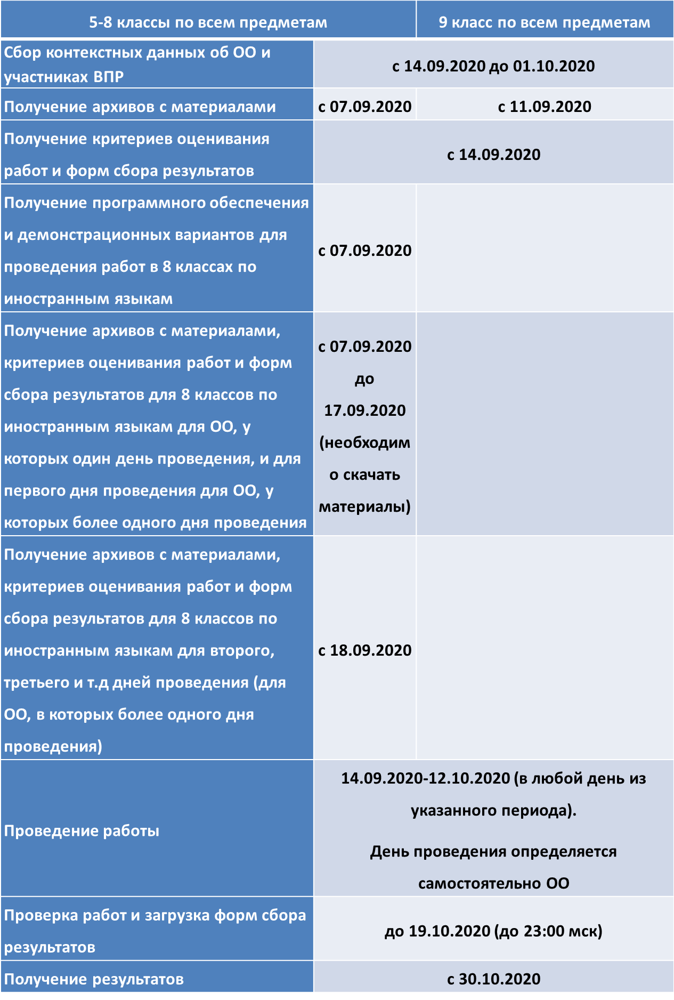 5-8 классы по всем предметам
9 класс по всем предметам
Сбор контекстных данных об ОО и
участниках ВПР
с 14.09.2020 до 01.10.2020
Получение архивов с материалами
с 07.09.2020
с 11.09.2020
Получение критериев оценивания
работ и форм сбора результатов
с 14.09.2020
Получение программного обеспечения
и демонстрационных вариантов для
проведения работ в 8 классах по
иностранным языкам
с 07.09.2020
Получение архивов с материалами,
критериев оценивания работ и форм
сбора результатов для 8 классов по
иностранным языкам для ОО, у
которых один день проведения, и для
первого дня проведения для ОО, у
которых более одного дня проведения
с 07.09.2020
до
17.09.2020
(необходим
о скачать
материалы)
Получение архивов с материалами,
критериев оценивания работ и форм
сбора результатов для 8 классов по
иностранным языкам для второго,
третьего и т.д дней проведения (для
ОО, в которых более одного дня
проведения)
с 18.09.2020
Проведение работы
14.09.2020-12.10.2020 (в любой день из
указанного периода).
День проведения определяется
самостоятельно ОО
Проверка работ и загрузка форм сбора
результатов
до 19.10.2020 (до 23:00 мск)
Получение результатов
с 30.10.2020